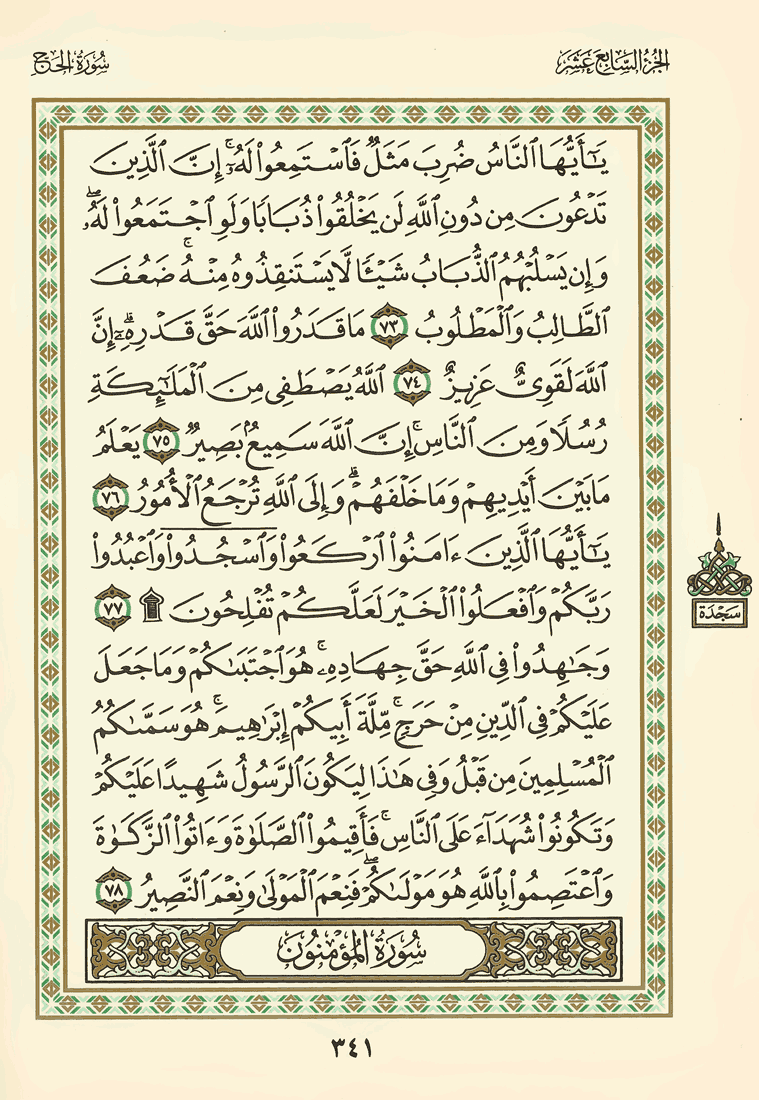 الجزء السابع عشر
سورة الحج
يَٰٓأَيُّهَا ٱلنَّاسُ ضُرِبَ مَثَلٌ فَٱسْتَمِعُوا۟ لَهُۥٓ ۚ إِنَّ ٱلَّذِينَ
تَدْعُونَ مِن دُونِ ٱللَّهِ لَن يَخْلُقُوا۟ ذُبَابًا وَلَوِ ٱجْتَمَعُوا۟ لَهُۥ ۖ
وَإِن يَسْلُبْهُمُ ٱلذُّبَابُ شَيْـًٔا لَّا يَسْتَنقِذُوهُ مِنْهُ ۚ ضَعُفَ
ٱلطَّالِبُ وَٱلْمَطْلُوبُ ٧٣ مَا قَدَرُوا۟ ٱللَّهَ حَقَّ قَدْرِهِۦٓ ۗ إِنَّ
ٱللَّهَ لَقَوِىٌّ عَزِيزٌ ٧٤ ٱللَّهُ يَصْطَفِى مِنَ ٱلْمَلَٰٓئِكَةِ
رُسُلًا وَمِنَ ٱلنَّاسِ ۚ إِنَّ ٱللَّهَ سَمِيعٌۢ بَصِيرٌ ٧٥ يَعْلَمُ
مَا بَيْنَ أَيْدِيهِمْ وَمَا خَلْفَهُمْ ۗ وَإِلَى ٱللَّهِ تُرْجَعُ ٱلْأُمُورُ ٧٦
يَٰٓأَيُّهَا ٱلَّذِينَ ءَامَنُوا۟ ٱرْكَعُوا۟ وَٱسْجُدُوا۟ وَٱعْبُدُوا۟
رَبَّكُمْ وَٱفْعَلُوا۟ ٱلْخَيْرَ لَعَلَّكُمْ تُفْلِحُونَ ۩ ٧٧
سجدة
وَجَٰهِدُوا۟ فِى ٱللَّهِ حَقَّ جِهَادِهِۦ ۚ هُوَ ٱجْتَبَىٰكُمْ وَمَا جَعَلَ
عَلَيْكُمْ فِى ٱلدِّينِ مِنْ حَرَجٍ ۚ مِّلَّةَ أَبِيكُمْ إِبْرَٰهِيمَ ۚ هُوَ سَمَّىٰكُمُ
ٱلْمُسْلِمِينَ مِن قَبْلُ وَفِى هَٰذَا لِيَكُونَ ٱلرَّسُولُ شَهِيدًا عَلَيْكُمْ
وَتَكُونُوا۟ شُهَدَآءَ عَلَى ٱلنَّاسِ ۚ فَأَقِيمُوا۟ ٱلصَّلَوٰةَ وَءَاتُوا۟ ٱلزَّكَوٰةَ
وَٱعْتَصِمُوا۟ بِٱللَّهِ هُوَ مَوْلَىٰكُمْ ۖ فَنِعْمَ ٱلْمَوْلَىٰ وَنِعْمَ ٱلنَّصِيرُ ٧٨
سُورَةُ المُؤْمِنُون
٣٤١